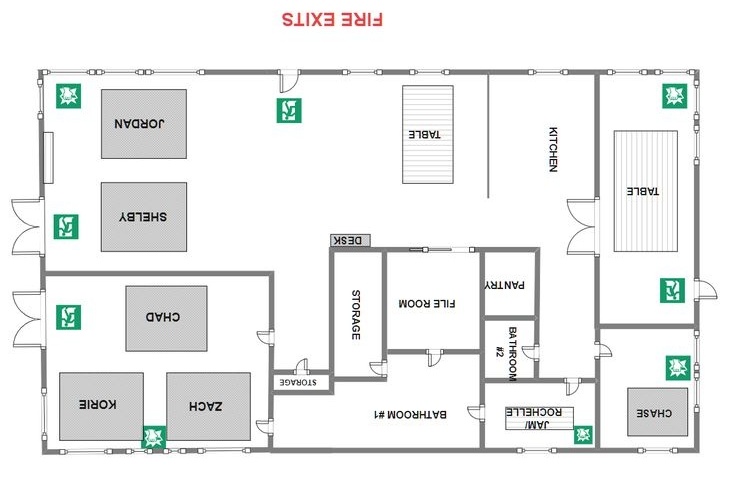 FIRE EXITS
JORDAN
TABLE
KITCHEN
TABLE
SHELBY
DESK
CHAD
STORAGE
FILE ROOM
PANTRY
BATHROOM
#2
STORAGE
KORIE
ZACH
BATHROOM #1
JAM/
ROCHELLE
CHASE